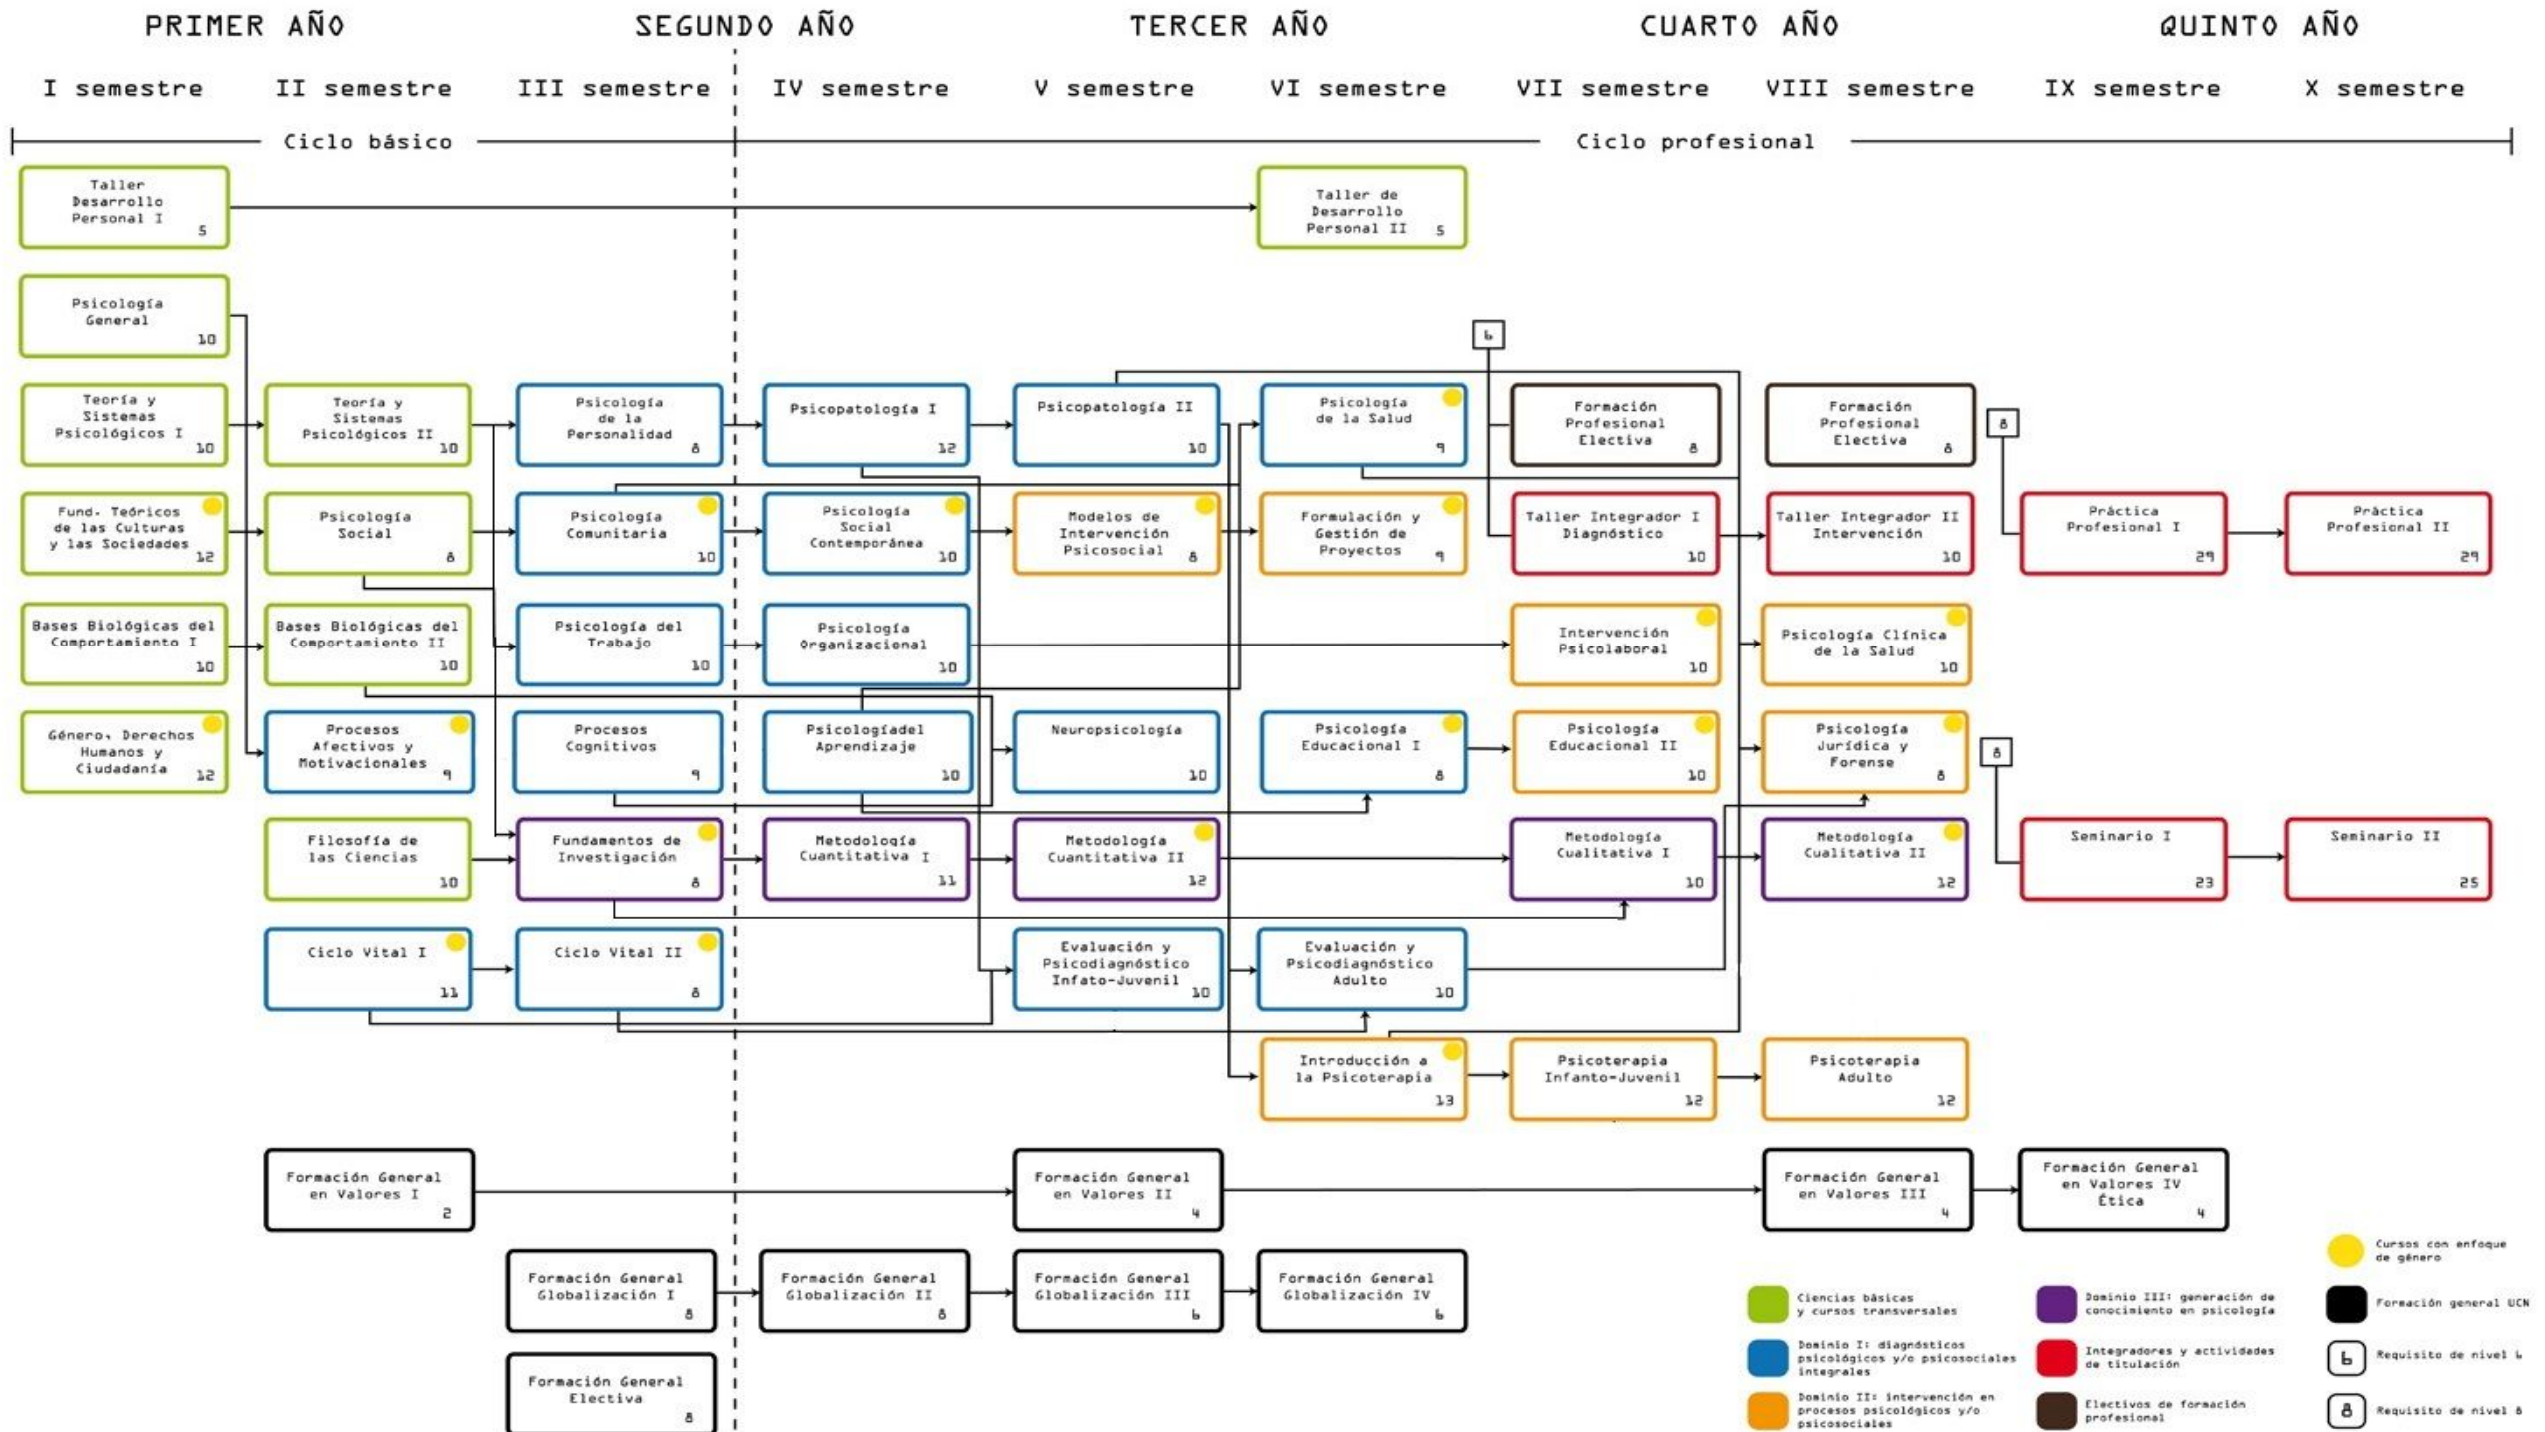 PRIMER AÑO
SEGUNDO AÑO
TERCER AÑO
CUARTO AÑO
QUINTO AÑO
I semestre
II semestre
III semestre
IV semestre
V semestre
VI semestre
VII semestre
VIII semestre
IX semestre
X semestre
Ciclo básico
Ciclo profesional
Taller
Desarrollo
Personal I
5
Taller de
Desarrollo
Personal II
5
Psicología
General
10
6
Teoría y
Sistemas
Psicológicos I
10
Teoría y
Sistemas
Psicológicos II
10
Psicología
de la
Personalidad
8
Psicopatología I
12
Psicopatología II
10
Psicología
de la Salud
9
Formación
Profesional
Electiva
8
Formación
Profesional
Electiva
8
8
Fund. Teóricos
de las Culturas
y las Sociedades
12
Psicología
Social
8
Psicología
Comunitaria
10
Psicología
Social
Contemporánea
10
Modelos de
Intervención
Psicosocial
8
Formulación y
Gestión de
Proyectos
9
Taller Integrador I
Diagnóstico
10
Taller Integrador II
Intervención
10
Práctica
Profesional I
29
Práctica
Profesional II
29
Bases Biológicas del
Comportamiento I
10
Bases Biológicas del
Comportamiento II
10
Psicología del
Trabajo
10
Psicología
Organizacional
10
Intervención
Psicolaboral
10
Psicología Clínica
de la Salud
10
Género, Derechos
Humanos y
Ciudadanía
12
Procesos
Afectivos y
Motivacionales
9
Procesos
Cognitivos
9
Psicologíadel
Aprendizaje
10
Neuropsicología
10
Psicología
Educacional I
8
Psicología
Educacional II
10
Psicología
Jurídica y
Forense
8
8
Filosofía de
las Ciencias
10
Fundamentos de
Investigación
8
Metodología
Cuantitativa I
11
Metodología
Cuantitativa II
12
Metodología
Cualitativa I
10
Metodología
Cualitativa II
12
Seminario I
23
Seminario II
25
Ciclo Vital I
11
Ciclo Vital II
8
Evaluación y
Psicodiagnóstico
Infato-Juvenil
10
Evaluación y
Psicodiagnóstico
Adulto
10
Introducción a
la Psicoterapia
13
Psicoterapia
Infanto-Juvenil
12
Psicoterapia
Adulto
12
Formación General
en Valores I
2
Formación General
en Valores II
4
Formación General
en Valores III
4
Formación General
en Valores IV
Ética
4
Formación General
Globalización I
8
Formación General
Globalización II
8
Formación General
Globalización III
6
Formación General
Globalización IV
6
Formación General
Electiva
8
Ciencias básicas
y cursos transversales
Dominio I: diagnósticos
psicológicos y/o psicosociales
integrales
Dominio II: intervención en
procesos psicológicos y/o
psicosociales
Dominio III: generación de
conocimiento en psicología
Integradores y actividades
de titulación
Electivos de formación
profesional
Cursos con enfoque
de género
Formación general UCN
6
Requisito de nivel 6
8
Requisito de nivel 8